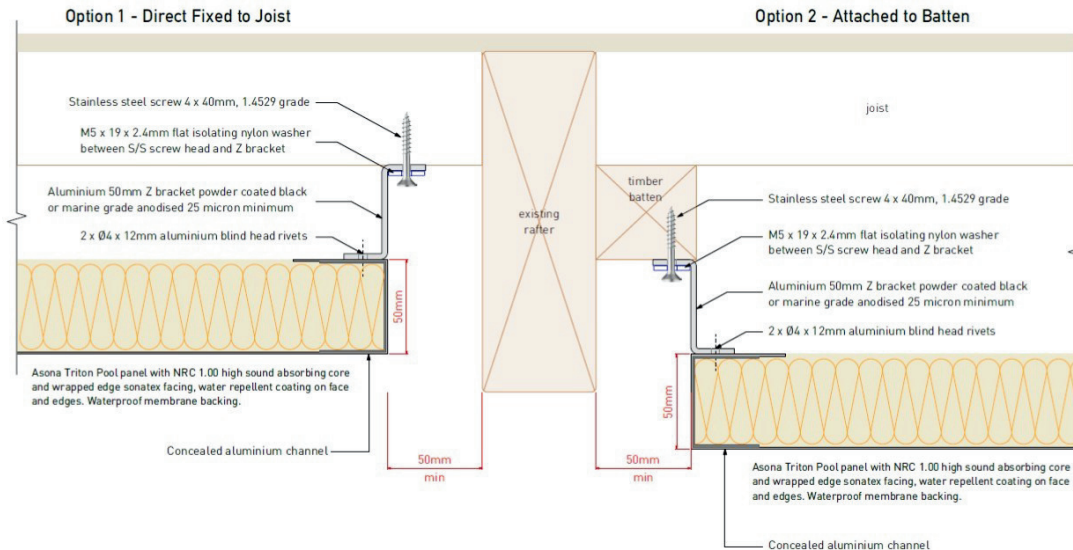 Option 1 - Direct Fixed to Joist
Stainless steel screw 4 x 40mm, 1.4529 grade
M5 x 19 x 2.4mm flat isolating nylon washer
between S/S screw head and Z bracket
Aluminium 50mm Z bracket powder coated black
or marine grade anodised 25 micron minimum
2 x Ø4 x 12mm aluminium blind head rivets
50mm
Asona Triton Pool panel with NRC 1.00 high sound absorbing core
and wrapped edge sonatex facing, water repellent coating on face
and edges. Waterproof membrane backing.
Concealed aluminium channel
50mm
min
existing
rafter
Option 2 - Attached to Batten
joist
timber
batten
Stainless steel screw 4 x 40mm, 1.4529 grade
M5 x 19 x 2.4mm flat isolating nylon washer
between S/S screw head and Z bracket
Aluminium 50mm Z bracket powder coated black
or marine grade anodised 25 micron minimum
2 x Ø4 x 12mm aluminium blind head rivets
50mm
50mm
min
Asona Triton Pool panel with NRC 1.00 high sound absorbing core
and wrapped edge sonatex facing, water repellent coating on face
and edges. Waterproof membrane backing.
Concealed aluminium channel